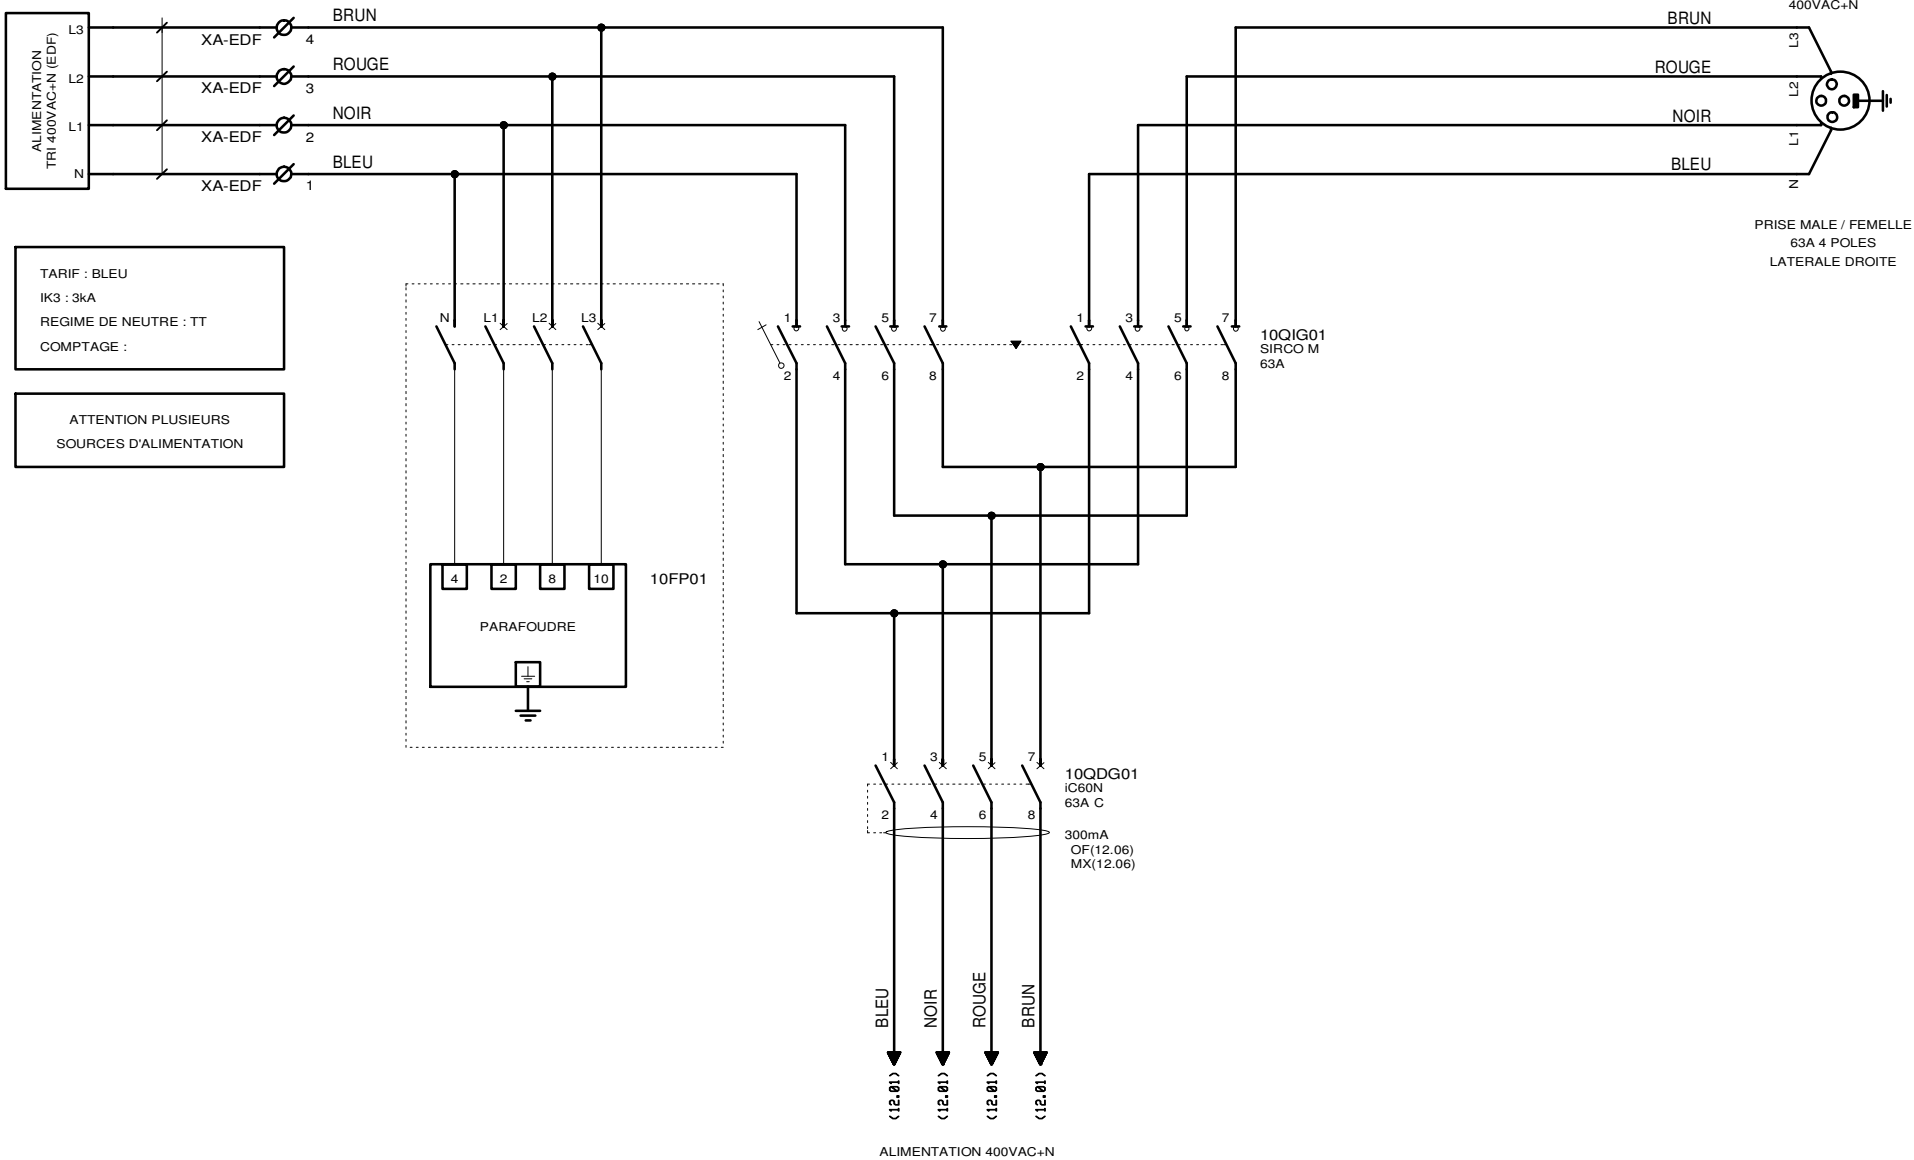 400VAC+N
ALIMENTATION
TRI 400VAC+N (EDF)
L3
XA-EDF
4
BRUN
L2
XA-EDF
3
ROUGE
L1
XA-EDF
2
NOIR
N
XA-EDF
1
BLEU
BRUN
L3
ROUGE
L2
NOIR
L1
BLEU
N
PRISE MALE / FEMELLE
63A 4 POLES
LATERALE DROITE
TARIF : BLEU
IK3 : 3kA
REGIME DE NEUTRE : TT
COMPTAGE :
ATTENTION PLUSIEURS
SOURCES D'ALIMENTATION
N L1 L2 L3
1 3 5 7
2 4 6 8
1 3 5 7
2 4 6 8
10QIG01
SIRCO M
63A
4 2 8 10
10FP01
PARAFOUDRE
1 3 5 7
2 4 6 8
10QDG01
iC60N
63A C
300mA
OF(12.06)
MX(12.06)
BLEU
NOIR
ROUGE
BRUN
(12.01)
(12.01)
(12.01)
(12.01)
ALIMENTATION 400VAC+N